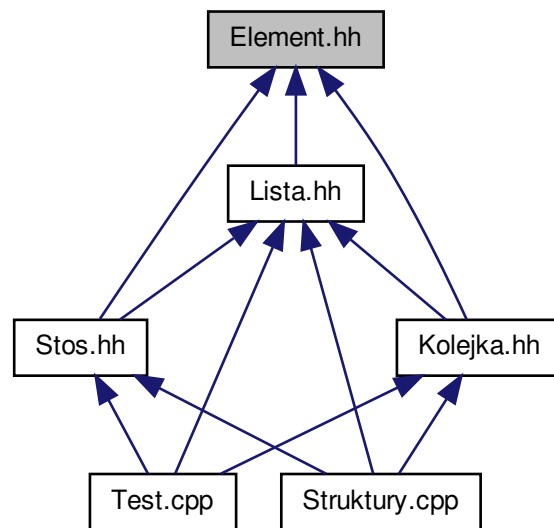 Element.hh
Lista.hh
Stos.hh
Kolejka.hh
Test.cpp
Struktury.cpp